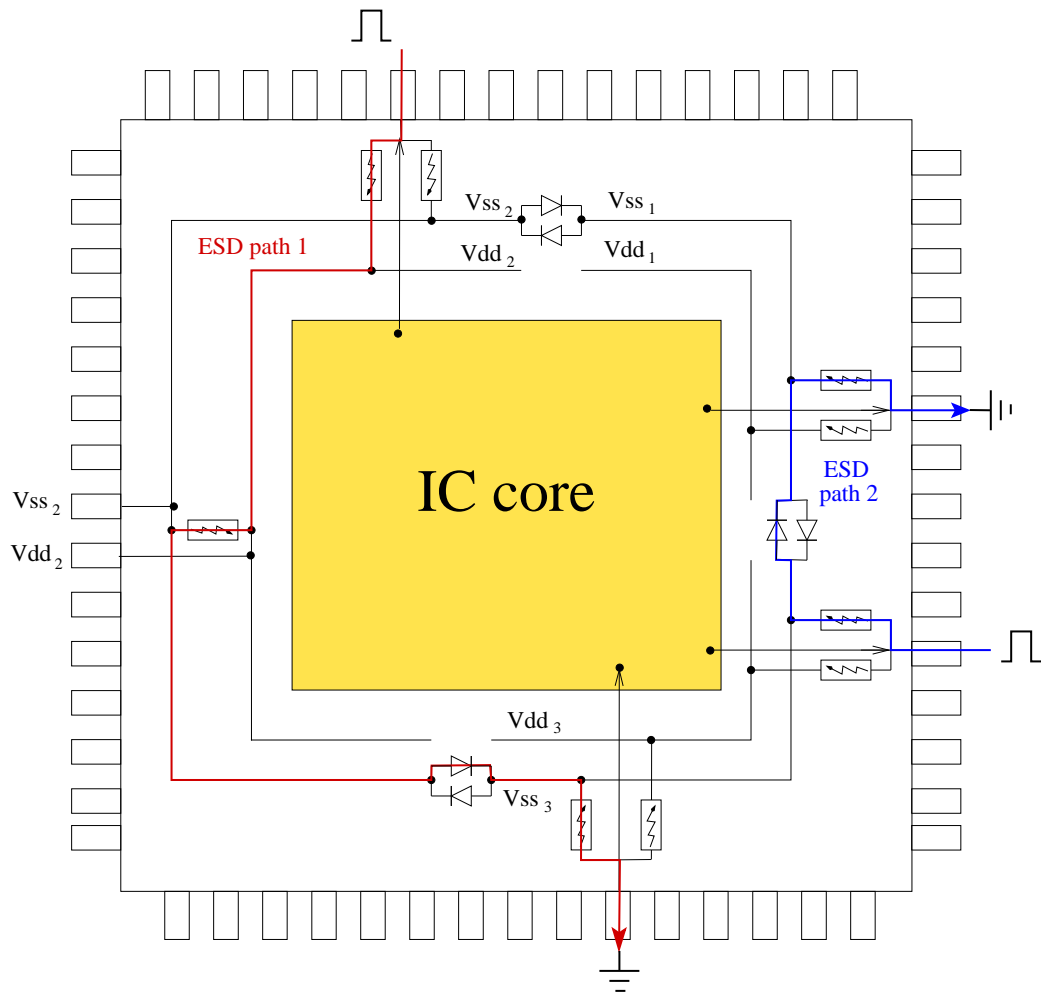 Vss 2
Vss 1
ESD path 1
Vdd 2
Vdd 1
IC core
ESD
path 2
Vss 2
Vdd 2
Vdd 3
Vss 3